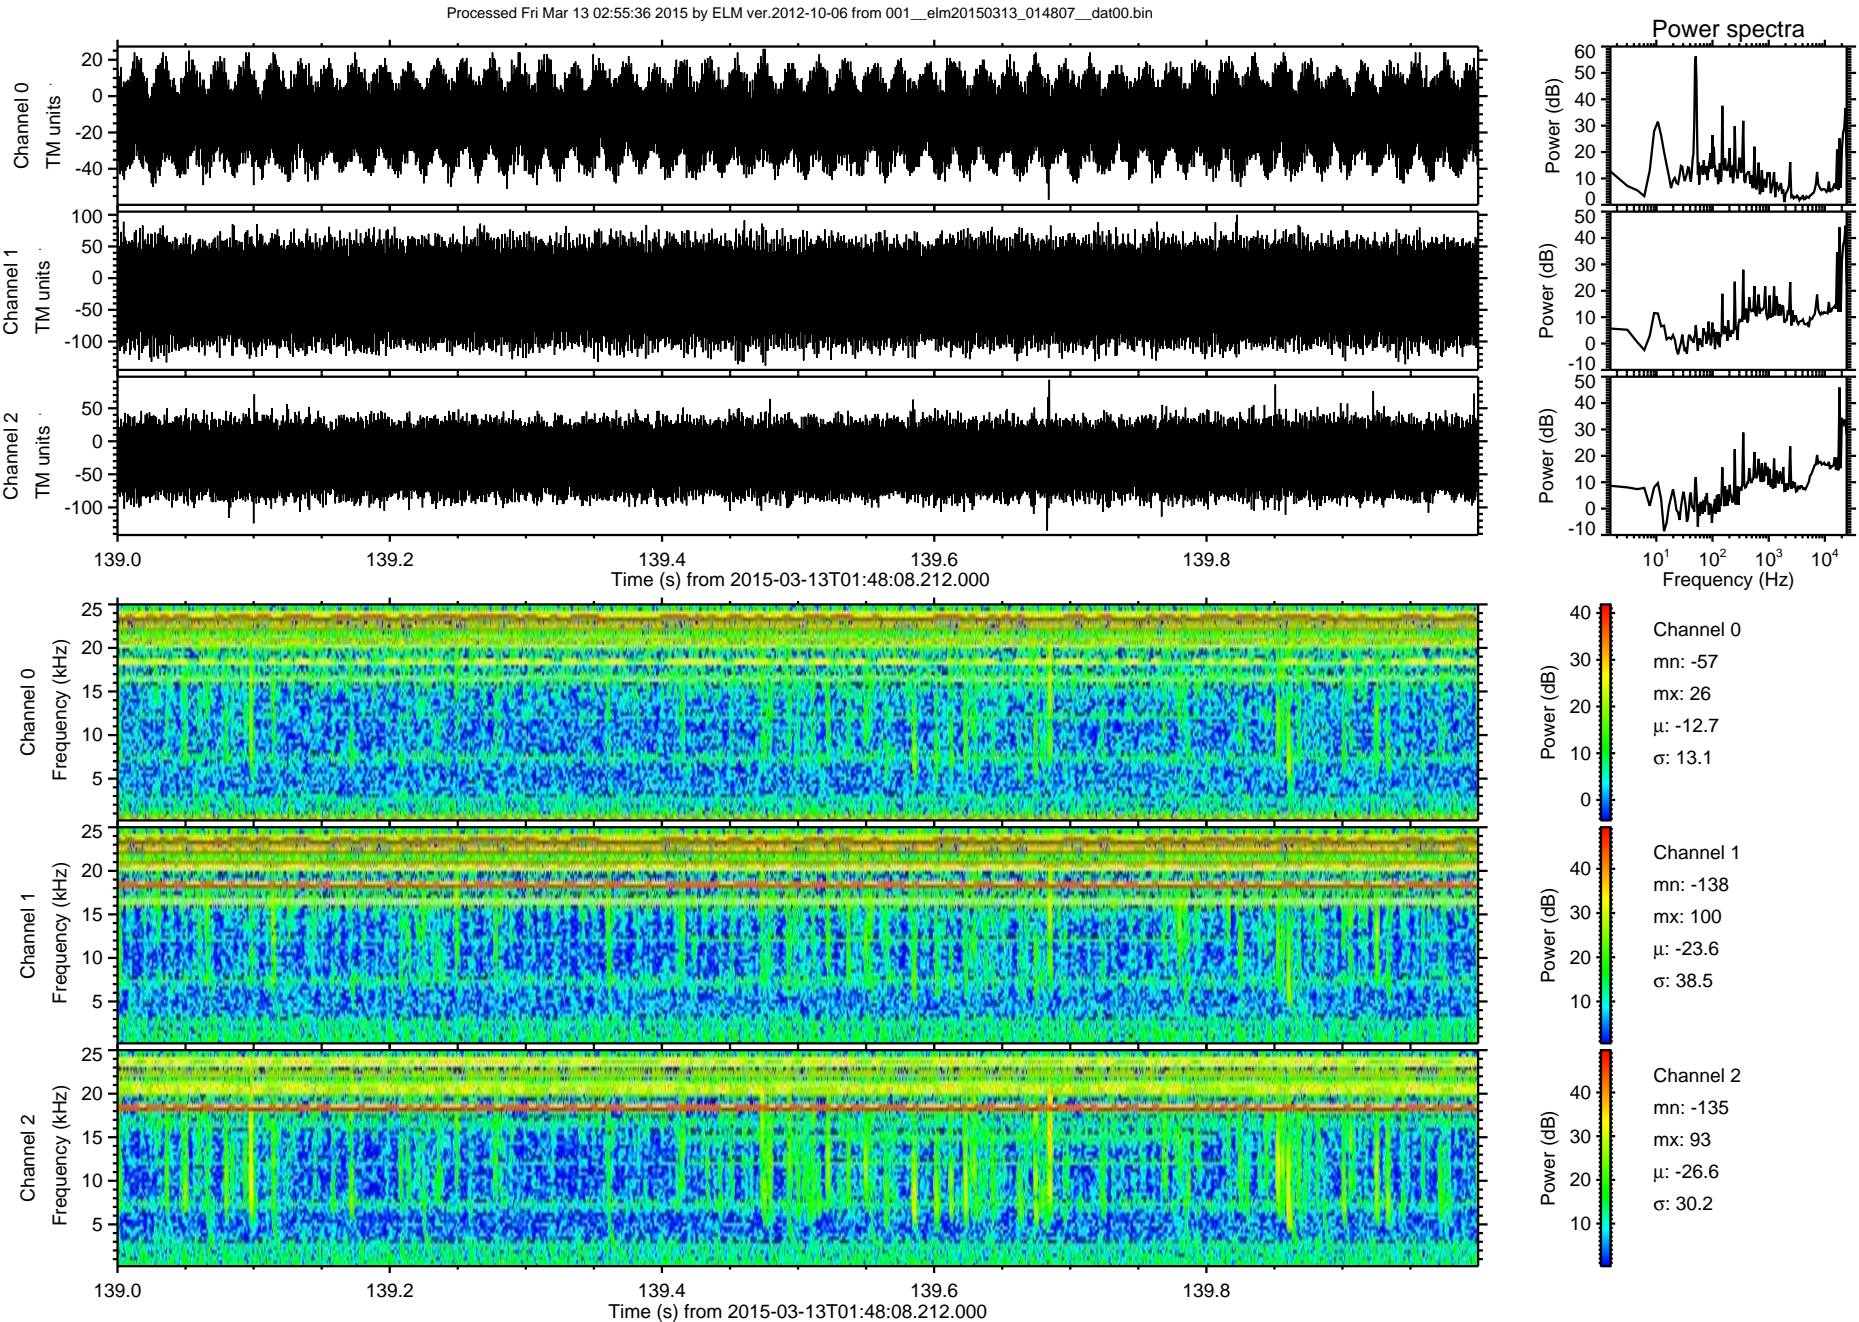 Processed Fri Mar 13 02:55:36 2015 by ELM ver.2012-10-06 from 001__elm20150313_014807__dat00.bin
Power spectra
Channel 0
TM units
20
0
-20
-40
Power (dB)
60
50
40
30
20
10
0
Channel 1
TM units
100
50
0
-50
-100
Power (dB)
50
40
30
20
10
0
-10
Channel 2
TM units
50
0
-50
-100
Power (dB)
50
40
30
20
10
0
-10
139.0 139.2 139.4 139.6 139.8
Time (s) from 2015-03-13T01:48:08.212.000
10¹ 10² 10³ 10⁴
Frequency (Hz)
Channel 0
Frequency (kHz)
25
20
15
10
5
Power (dB)
40
30
20
10
0
Channel 0
mn: -57
mx: 26
μ: -12.7
σ: 13.1
Channel 1
Frequency (kHz)
25
20
15
10
5
Power (dB)
40
30
20
10
Channel 1
mn: -138
mx: 100
μ: -23.6
σ: 38.5
Channel 2
Frequency (kHz)
25
20
15
10
5
Power (dB)
40
30
20
10
Channel 2
mn: -135
mx: 93
μ: -26.6
σ: 30.2
139.0 139.2 139.4 139.6 139.8
Time (s) from 2015-03-13T01:48:08.212.000